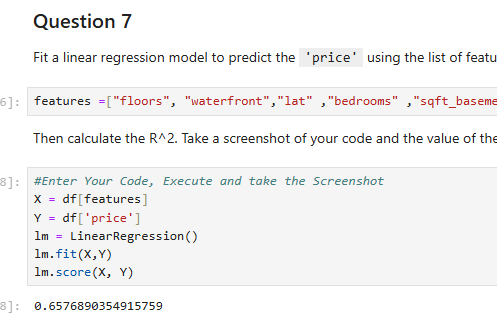 Question 7
Fit a linear regression model to predict the 'price' using the list of featu
6]: features =["floors", "waterfront","lat" ,"bedrooms" ,"sqft_baseme
Then calculate the R^2. Take a screenshot of your code and the value of the
8]: #Enter Your Code, Execute and take the Screenshot
X = df[features]
Y = df['price']
lm = LinearRegression()
lm.fit(X,Y)
lm.score(X, Y)
8]: 0.6576890354915759